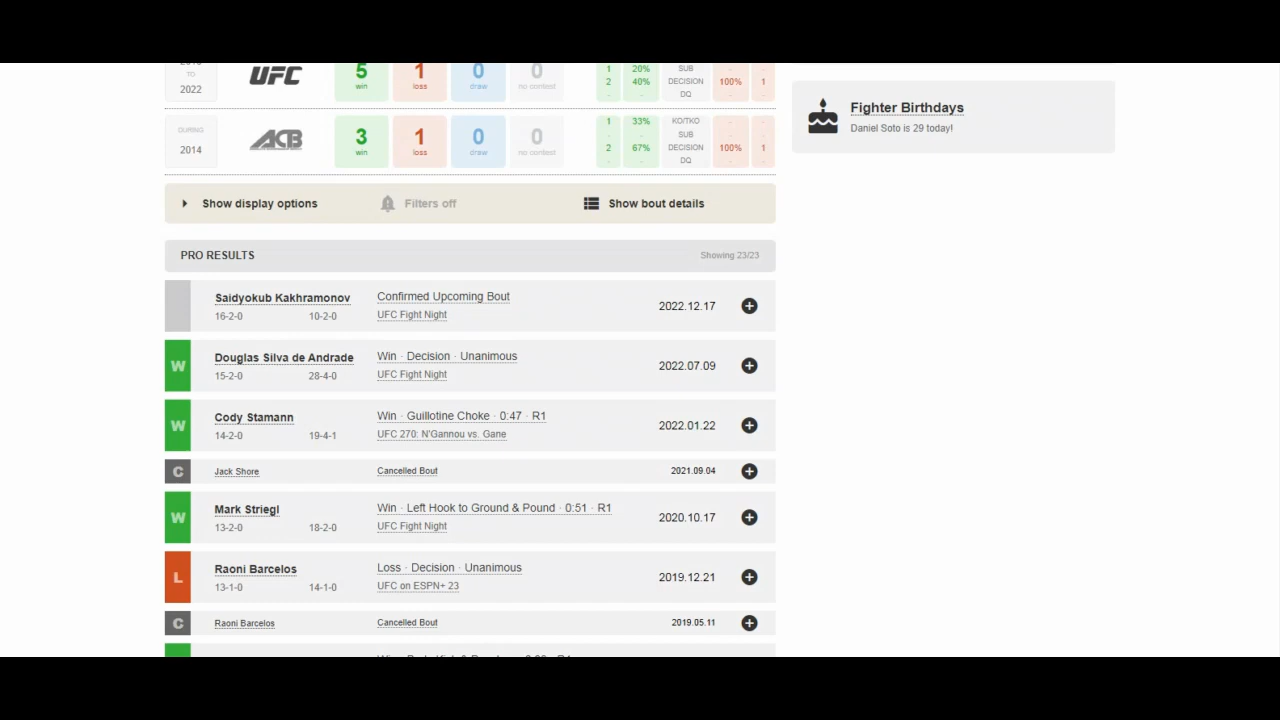 TO
2022
UFC
5 win
1 loss
0 draw
0 no contest
1 20% SUB -
2 40% DECISION 100% 1
- - DQ - -
DURING
2014
ACB
3 win
1 loss
0 draw
0 no contest
1 33% KO/TKO - -
- - SUB - -
2 67% DECISION 100% 1
- - DQ - -
Fighter Birthdays
Daniel Soto is 29 today!
Show display options Filters off Show bout details
PRO RESULTS Showing 23/23
Saidyokub Kakhramonov Confirmed Upcoming Bout 2022.12.17
16-2-0 10-2-0 UFC Fight Night
W Douglas Silva de Andrade Win · Decision · Unanimous 2022.07.09
15-2-0 28-4-0 UFC Fight Night
W Cody Stamann Win · Guillotine Choke · 0:47 · R1 2022.01.22
14-2-0 19-4-1 UFC 270: N'Gannou vs. Gane
C Jack Shore Cancelled Bout 2021.09.04
W Mark Striegl Win · Left Hook to Ground & Pound · 0:51 · R1 2020.10.17
13-2-0 18-2-0 UFC Fight Night
L Raoni Barcelos Loss · Decision · Unanimous 2019.12.21
13-1-0 14-1-0 UFC on ESPN+ 23
C Raoni Barcelos Cancelled Bout 2019.05.11